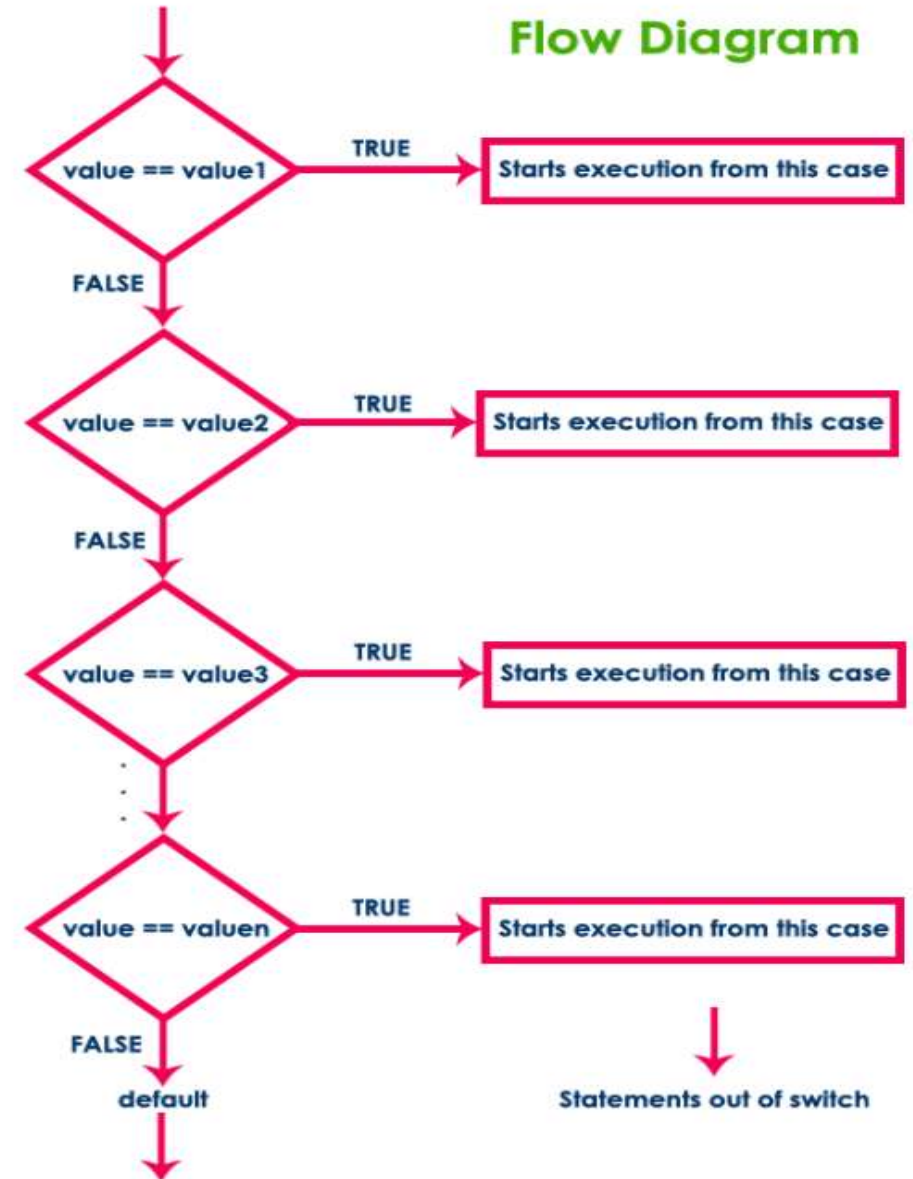 Flow Diagram
value == value1
TRUE
Starts execution from this case
FALSE
value == value2
TRUE
Starts execution from this case
FALSE
value == value3
TRUE
Starts execution from this case
.
.
.
value == valuen
TRUE
Starts execution from this case
FALSE
default
Statements out of switch